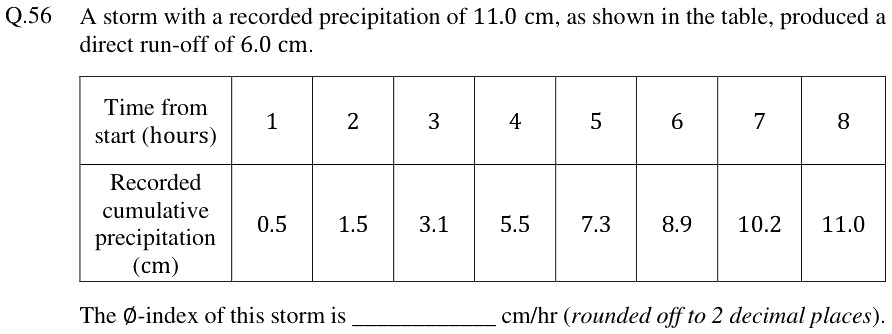 Q.56 A storm with a recorded precipitation of 11.0 cm, as shown in the table, produced a
direct run-off of 6.0 cm.
Time from
start (hours) 1 2 3 4 5 6 7 8
Recorded
cumulative
precipitation
(cm) 0.5 1.5 3.1 5.5 7.3 8.9 10.2 11.0
The Ø-index of this storm is ____________ cm/hr (rounded off to 2 decimal places).